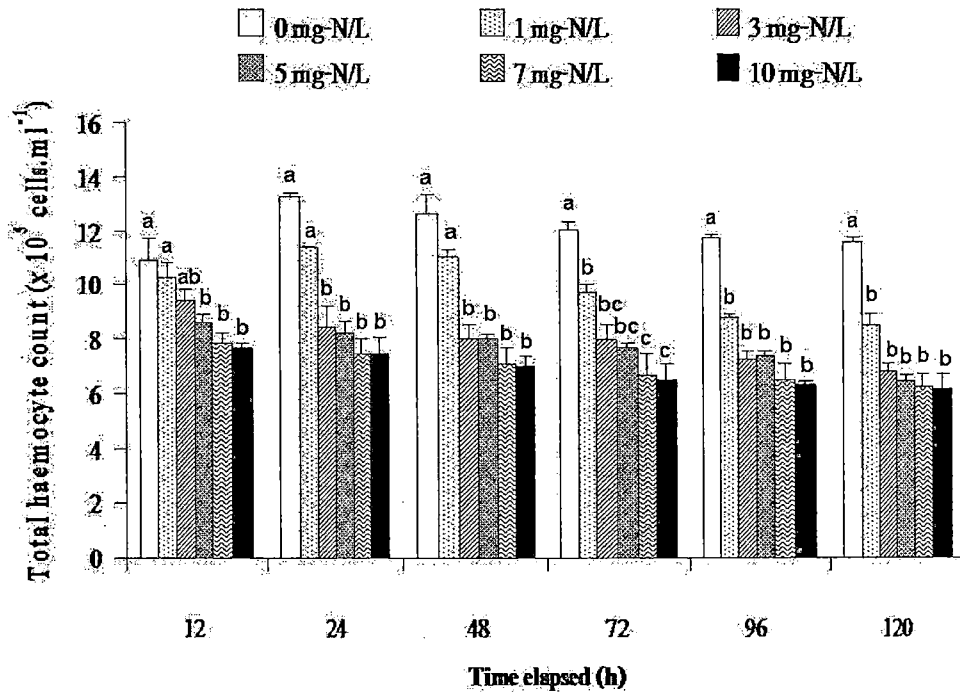 0 mg-N/L 1 mg-N/L 3 mg-N/L
5 mg-N/L 7 mg-N/L 10 mg-N/L
Total haemocyte count (x 10⁵ cells.ml⁻¹)
16
14
12
10
8
6
4
2
0
a a ab b b b
a a b b b b
a a b b b b
a b bc bc c c
a b b b b b
a b b b b b
12 24 48 72 96 120
Time elapsed (h)